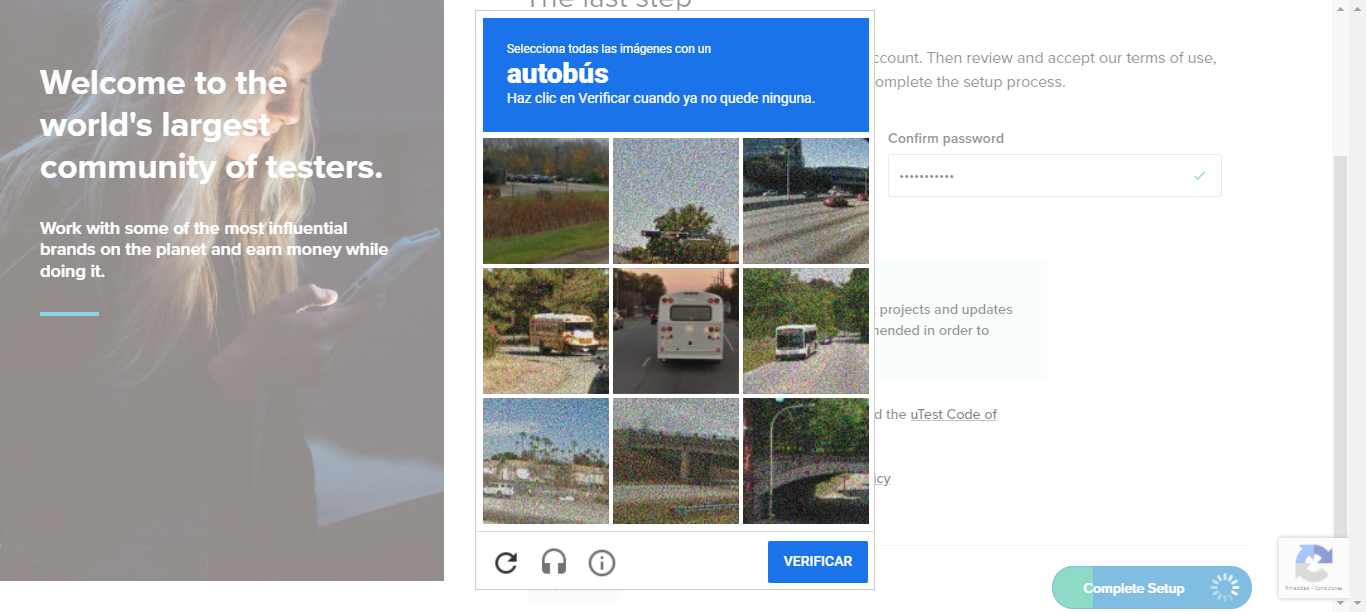 The last step
Welcome to the
world's largest
community of testers.
Work with some of the most influential
brands on the planet and earn money while
doing it.
Selecciona todas las imágenes con un
autobús
Haz clic en Verificar cuando ya no quede ninguna.
VERIFICAR
ccount. Then review and accept our terms of use,
omplete the setup process.
Confirm password
•••••••••••
projects and updates
nended in order to
d the uTest Code of
icy
Complete Setup
Privacidad - Condiciones